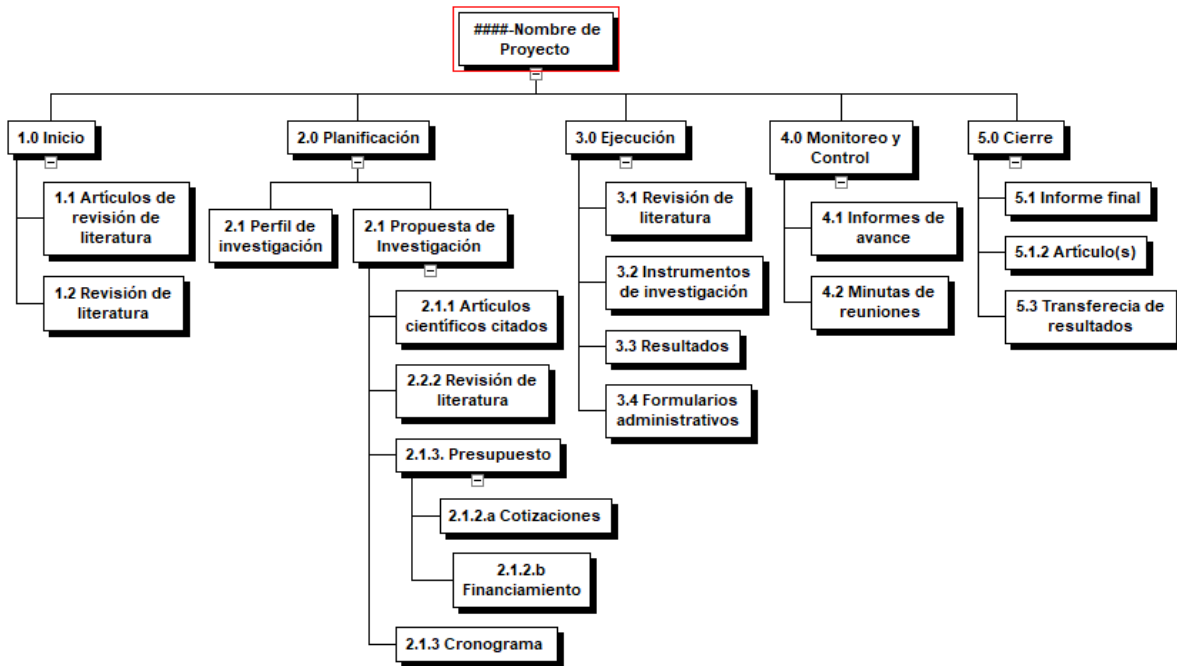 ####-Nombre de
Proyecto
1.0 Inicio
1.1 Artículos de
revisión de
literatura
1.2 Revisión de
literatura
2.0 Planificación
2.1 Perfil de
investigación
2.1 Propuesta de
Investigación
2.1.1 Artículos
científicos citados
2.2.2 Revisión de
literatura
2.1.3. Presupuesto
2.1.2.a Cotizaciones
2.1.2.b
Financiamiento
2.1.3 Cronograma
3.0 Ejecución
3.1 Revisión de
literatura
3.2 Instrumentos
de investigación
3.3 Resultados
3.4 Formularios
administrativos
4.0 Monitoreo y
Control
4.1 Informes de
avance
4.2 Minutas de
reuniones
5.0 Cierre
5.1 Informe final
5.1.2 Artículo(s)
5.3 Transferecia de
resultados